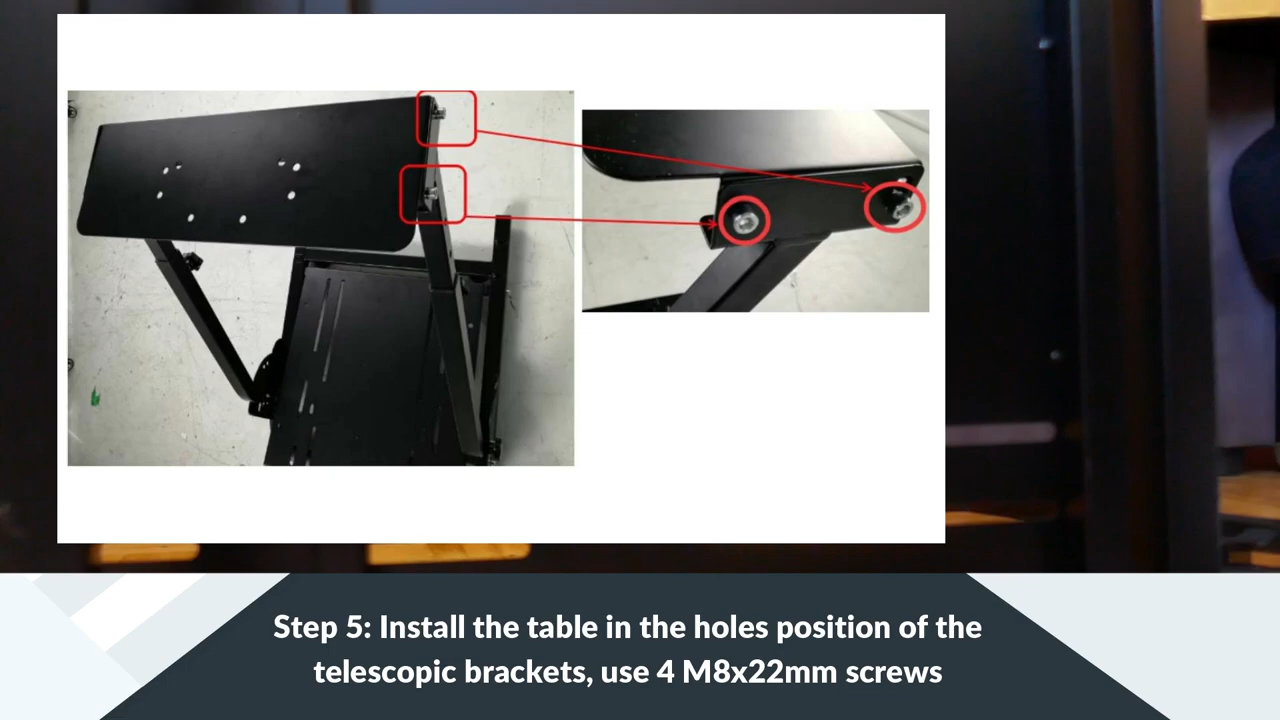 Step 5: Install the table in the holes position of the
telescopic brackets, use 4 M8x22mm screws